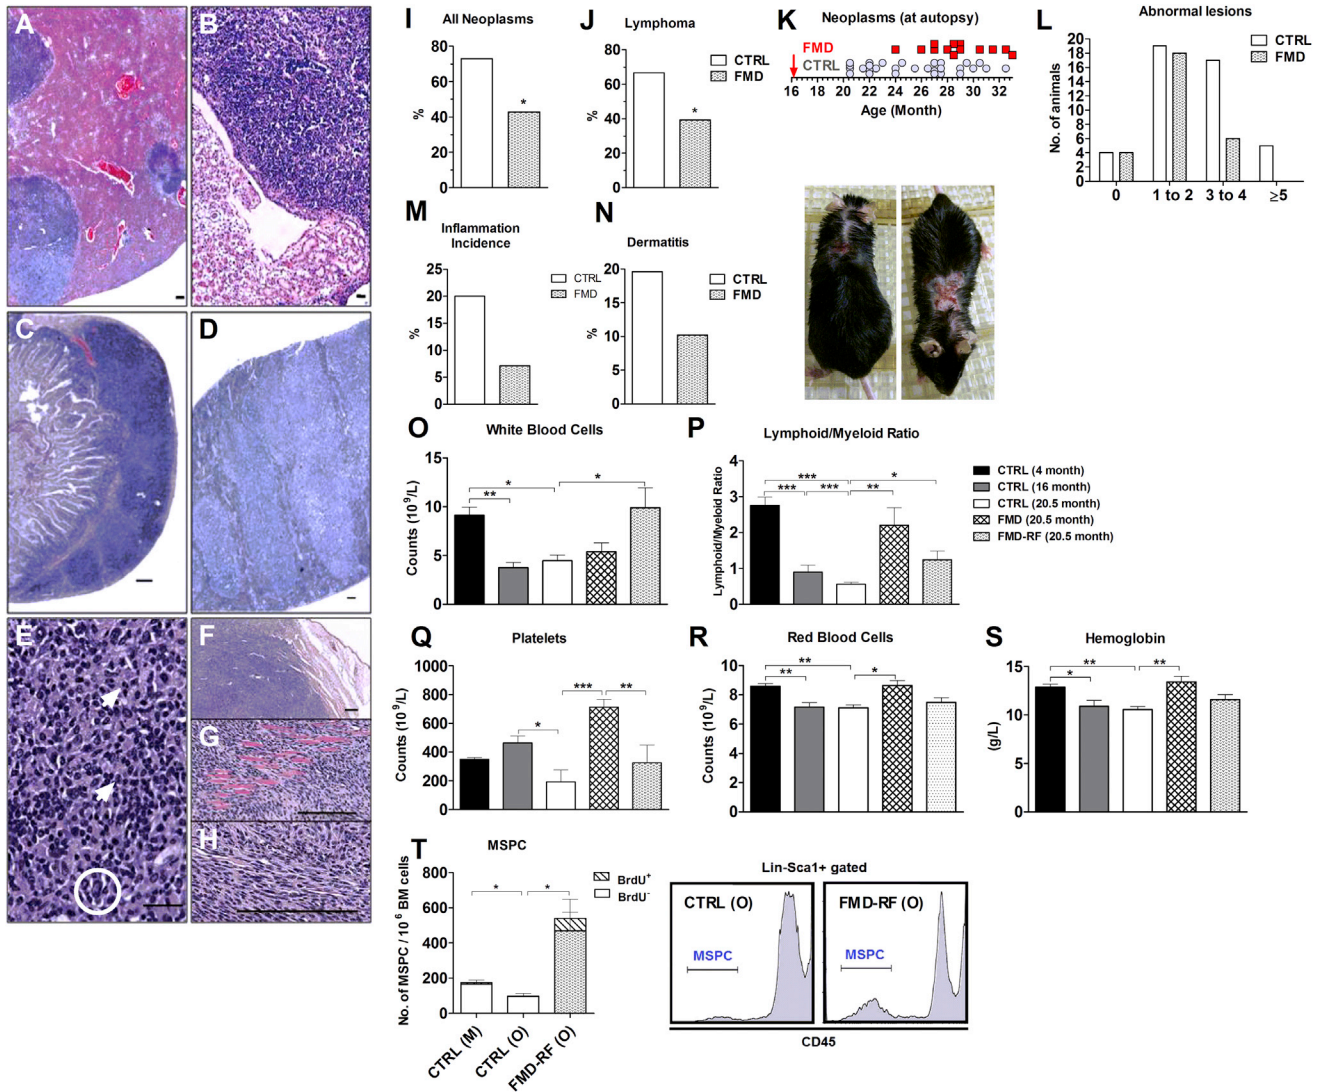 A
B
C
D
E
F
G
H
I
All Neoplasms
%
80
60
40
20
0
*
J
Lymphoma
%
80
60
40
20
0
*
CTRL
FMD
K
Neoplasms (at autopsy)
FMD
CTRL
16 18 20 22 24 26 28 30 32
Age (Month)
L
Abnormal lesions
No. of animals
20
18
16
14
12
10
8
6
4
2
0
0 1 to 2 3 to 4 ≥5
CTRL
FMD
M
Inflammation
Incidence
%
25
20
15
10
5
0
CTRL
FMD
N
Dermatitis
%
20
15
10
5
0
CTRL
FMD
O
White Blood Cells
Counts (10⁹/L)
15
10
5
0
**
*
*
P
Lymphoid/Myeloid Ratio
Lymphoid/Myeloid Ratio
4
3
2
1
0
*** *
*** *** **
CTRL (4 month)
CTRL (16 month)
CTRL (20.5 month)
FMD (20.5 month)
FMD-RF (20.5 month)
Q
Platelets
Counts (10⁹/L)
1000
800
600
400
200
0
*** **
*
R
Red Blood Cells
Counts (10⁹/L)
10
8
6
4
2
0
**
** *
S
Hemoglobin
(g/L)
15
10
5
0
** **
*
T
MSPC
No. of MSPC / 10⁶ BM cells
800
600
400
200
0
* *
BrdU⁺
BrdU⁻
CTRL (M)
CTRL (O)
FMD-RF (O)
Lin-Sca1+ gated
CTRL (O)
MSPC
FMD-RF (O)
MSPC
CD45